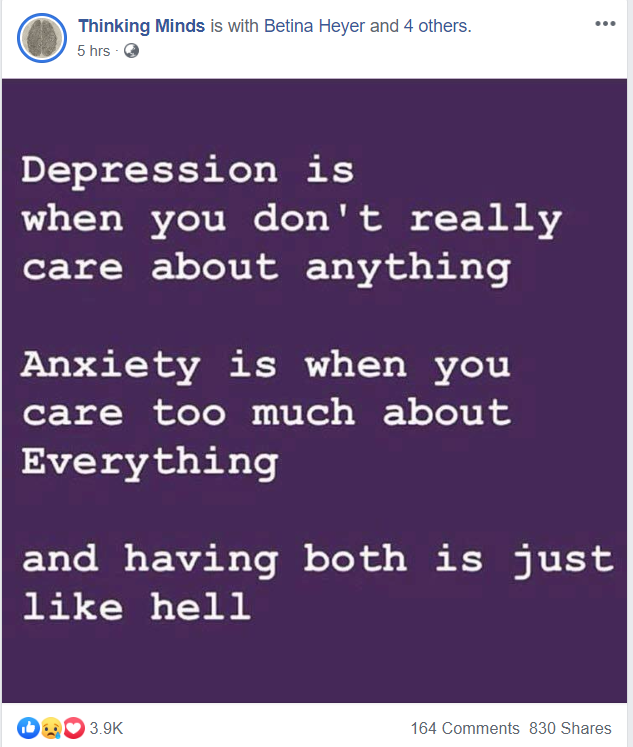 Thinking Minds is with Betina Heyer and 4 others.
5 hrs ·
Depression is
when you don't really
care about anything
Anxiety is when you
care too much about
Everything
and having both is just
like hell
3.9K 164 Comments 830 Shares